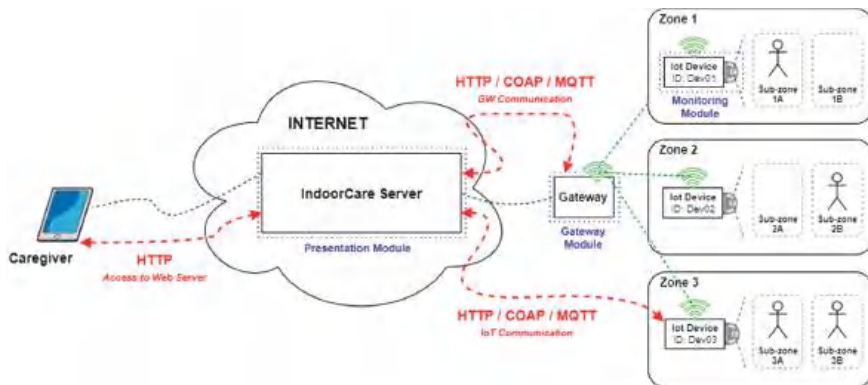 Zone 1
Iot Device
ID: Dev01
Monitoring
Module
Sub-zone
1A
Sub-zone
1B
HTTP / COAP / MQTT
GW Communication
INTERNET
IndoorCare Server
Presentation Module
Gateway
Gateway
Module
Zone 2
Iot Device
ID: Dev02
Sub-zone
2A
Sub-zone
2B
Caregiver
HTTP
Access to Web Server
HTTP / COAP / MQTT
IoT Communication
Zone 3
Iot Device
ID: Dev03
Sub-zone
3A
Sub-zone
3B